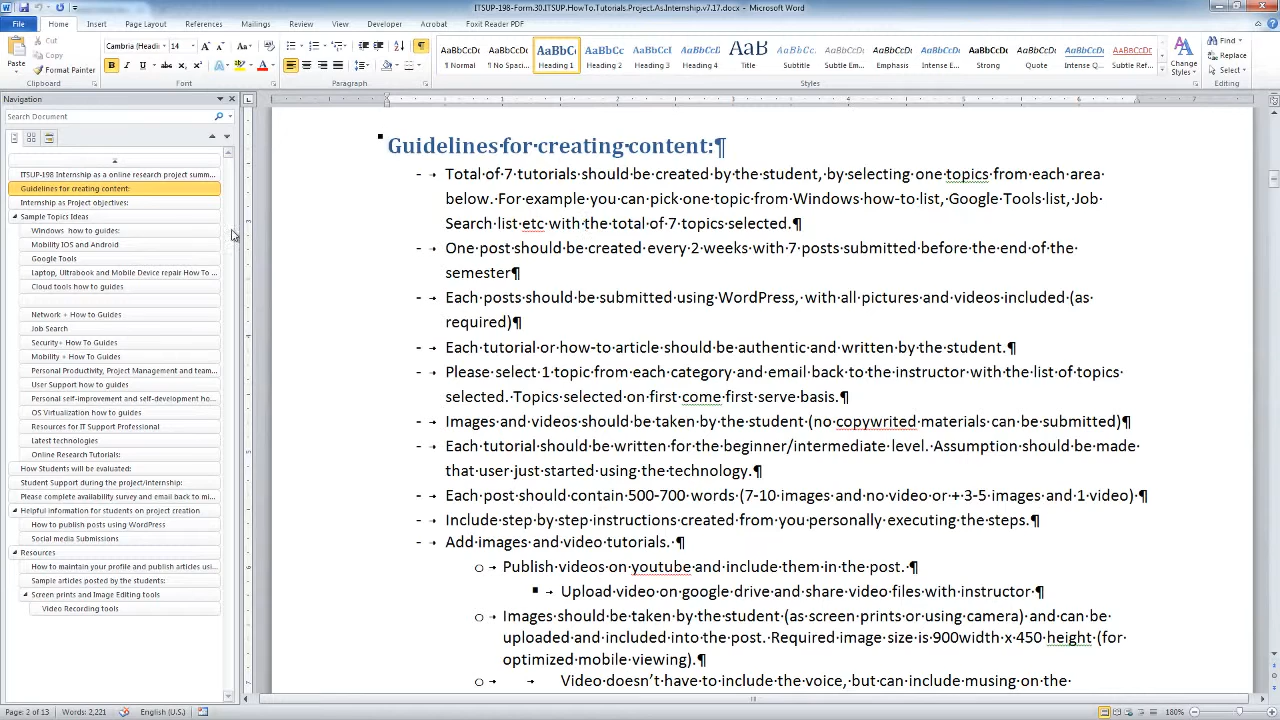 ITSUP-198-Form.30.ITSUP.HowTo.Tutorials.Project.As.Internship.v7.17.docx - Microsoft Word
File Home Insert Page Layout References Mailings Review View Developer Acrobat Foxit Reader PDF
Paste
Cut
Copy
Format Painter
Clipboard
Cambria (Headi 14
Font
Paragraph
AaBbCcDc ¶ Normal
AaBbCcDc ¶ No Spaci...
AaBbC Heading 1
AaBbCc Heading 2
AaBbCcI Heading 3
AaBbCcDc Heading 4
AaB Title
AaBbCc. Subtitle
AaBbCcDc Subtle Em...
AaBbCcDc Emphasis
AaBbCcDc Intense E...
AaBbCcDc Strong
AaBbCcDc Quote
AaBbCcDc Intense Q...
AaBbCcDc Subtle Ref...
Change Styles
Styles
Find
Replace
Select
Editing
Navigation
Search Document
ITSUP-198 Internship as a online research project summ...
Guidelines for creating content:
Internship as Project objectives:
Sample Topics Ideas
Windows how to guides:
Mobility IOS and Android
Google Tools
Laptop, Ultrabook and Mobile Device repair How To ...
Cloud tools how to guides
Network + How to Guides
Job Search
Security+ How To Guides
Mobility + How To Guides
Personal Productivity, Project Management and team...
User Support how to guides
Personal self-improvement and self-development ho...
OS Virtualization how to guides
Resources for IT Support Professional
Latest technologies
Online Research Tutorials:
How Students will be evaluated:
Student Support during the project/internship:
Please complete availability survey and email back to mi...
Helpful information for students on project creation
How to publish posts using WordPress
Social media Submissions
Resources
How to maintain your profile and publish articles usi...
Sample articles posted by the students:
Screen prints and Image Editing tools
Video Recording tools
Guidelines·for·creating·content:¶
- → Total·of·7·tutorials·should·be·created·by·the·student,·by·selecting·one·topics·from·each·area·
below.·For·example·you·can·pick·one·topic·from·Windows·how-to·list,·Google·Tools·list,·Job·
Search·list·etc·with·the·total·of·7·topics·selected.¶
- → One·post·should·be·created·every·2·weeks·with·7·posts·submitted·before·the·end·of·the·
semester¶
- → Each·posts·should·be·submitted·using·WordPress,·with·all·pictures·and·videos·included·(as·
required)¶
- → Each·tutorial·or·how-to·article·should·be·authentic·and·written·by·the·student.¶
- → Please·select·1·topic·from·each·category·and·email·back·to·the·instructor·with·the·list·of·topics·
selected.·Topics·selected·on·first·come·first·serve·basis.¶
- → Images·and·videos·should·be·taken·by·the·student·(no·copywrited·materials·can·be·submitted)¶
- → Each·tutorial·should·be·written·for·the·beginner/intermediate·level.·Assumption·should·be·made·
that·user·just·started·using·the·technology.¶
- → Each·post·should·contain·500-700·words·(7-10·images·and·no·video·or·+·3-5·images·and·1·video)·¶
- → Include·step·by·step·instructions·created·from·you·personally·executing·the·steps.¶
- → Add·images·and·video·tutorials.·¶
o → Publish·videos·on·youtube·and·include·them·in·the·post.·¶
▪ → Upload·video·on·google·drive·and·share·video·files·with·instructor·¶
o → Images·should·be·taken·by·the·student·(as·screen·prints·or·using·camera)·and·can·be·
uploaded·and·included·into·the·post.·Required·image·size·is·900width·x·450·height·(for·
optimized·mobile·viewing).¶
o → → Video·doesn't·have·to·include·the·voice,·but·can·include·musing·on·the·
Page: 2 of 13 Words: 2,221 English (U.S.) 180%